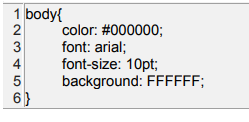 1 body{
2 color: #000000;
3 font: arial;
4 font-size: 10pt;
5 background: FFFFFF;
6 }